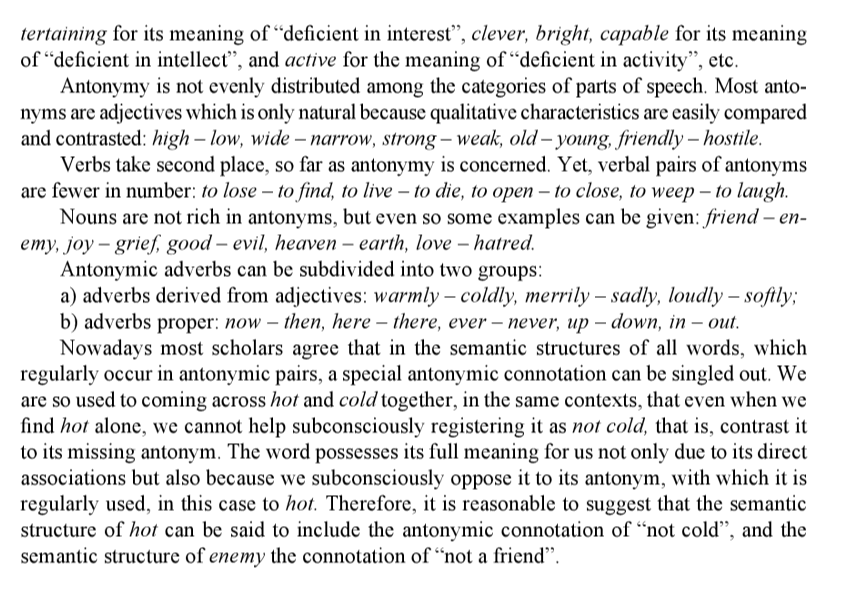 tertaining for its meaning of “deficient in interest”, clever, bright, capable for its meaning
of “deficient in intellect”, and active for the meaning of “deficient in activity”, etc.
Antonymy is not evenly distributed among the categories of parts of speech. Most anto-
nyms are adjectives which is only natural because qualitative characteristics are easily compared
and contrasted: high – low, wide – narrow, strong – weak, old – young, friendly – hostile.
Verbs take second place, so far as antonymy is concerned. Yet, verbal pairs of antonyms
are fewer in number: to lose – to find, to live – to die, to open – to close, to weep – to laugh.
Nouns are not rich in antonyms, but even so some examples can be given: friend – en-
emy, joy – grief, good – evil, heaven – earth, love – hatred.
Antonymic adverbs can be subdivided into two groups:
a) adverbs derived from adjectives: warmly – coldly, merrily – sadly, loudly – softly;
b) adverbs proper: now – then, here – there, ever – never, up – down, in – out.
Nowadays most scholars agree that in the semantic structures of all words, which
regularly occur in antonymic pairs, a special antonymic connotation can be singled out. We
are so used to coming across hot and cold together, in the same contexts, that even when we
find hot alone, we cannot help subconsciously registering it as not cold, that is, contrast it
to its missing antonym. The word possesses its full meaning for us not only due to its direct
associations but also because we subconsciously oppose it to its antonym, with which it is
regularly used, in this case to hot. Therefore, it is reasonable to suggest that the semantic
structure of hot can be said to include the antonymic connotation of “not cold”, and the
semantic structure of enemy the connotation of “not a friend”.